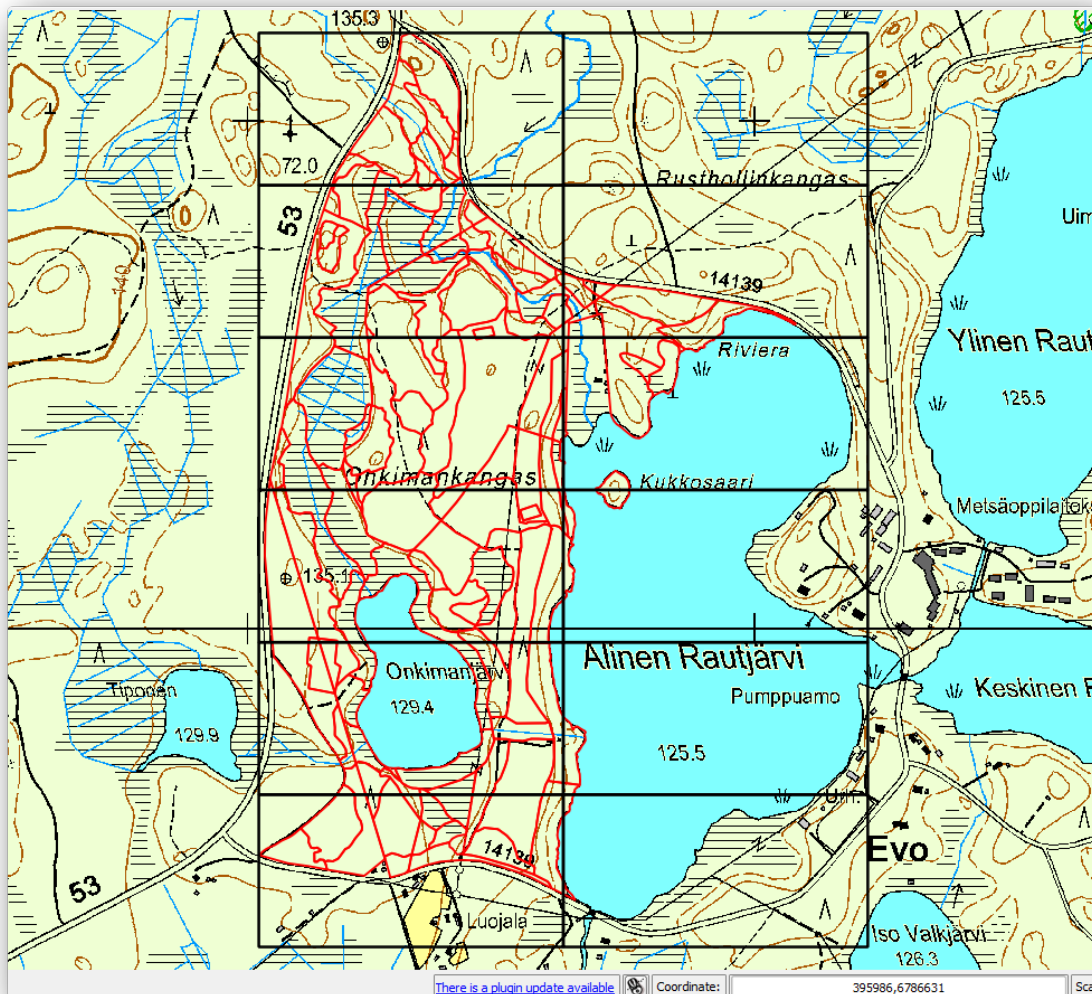 135.3
72.0
Rusthollinkangas
53
140
14139
Riviera
Ylinen Raut
125.5
Onkimankangas
Kukkosaari
Metsäoppilaitok
135.1
Alinen Rautjärvi
Onkimanjärvi
Tiponen
129.4
Pumppuamo
Keskinen R
129.9
125.5
14139
Evo
53
Luojala
Iso Valkjärvi
126.3
There is a plugin update available
Coordinate:
395986,6786631